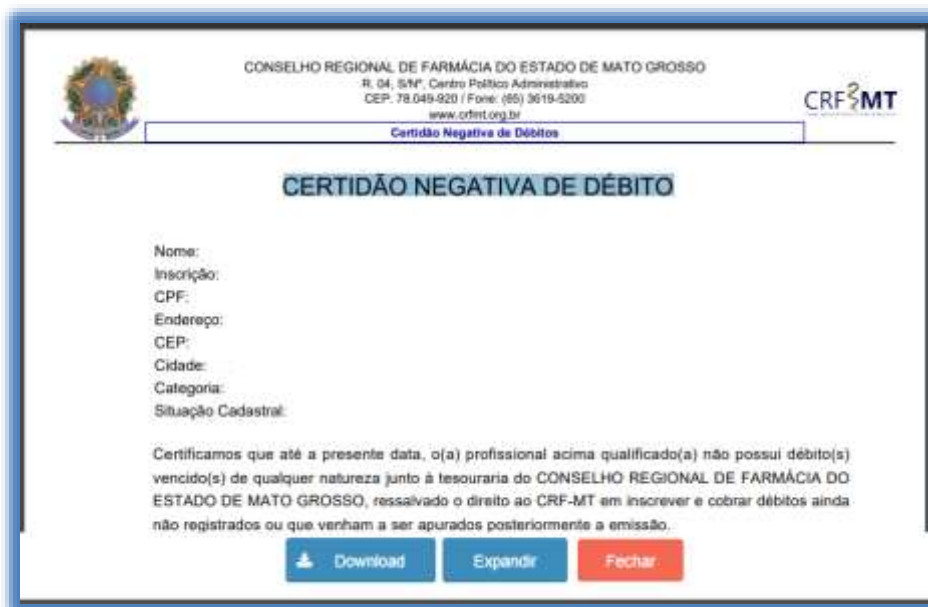 CONSELHO REGIONAL DE FARMÁCIA DO ESTADO DE MATO GROSSO
R. 04, S/Nº, Centro Político Administrativo
CEP: 78.049-920 / Fone: (65) 3619-5200
www.crfmt.org.br
CRF MT
Certidão Negativa de Débitos
CERTIDÃO NEGATIVA DE DÉBITO
Nome:
Inscrição:
CPF:
Endereço:
CEP:
Cidade:
Categoria:
Situação Cadastral:
Certificamos que até a presente data, o(a) profissional acima qualificado(a) não possui débito(s)
vencido(s) de qualquer natureza junto à tesouraria do CONSELHO REGIONAL DE FARMÁCIA DO
ESTADO DE MATO GROSSO, ressalvado o direito ao CRF-MT em inscrever e cobrar débitos ainda
não registrados ou que venham a ser apurados posteriormente a emissão.
Download
Expandir
Fechar